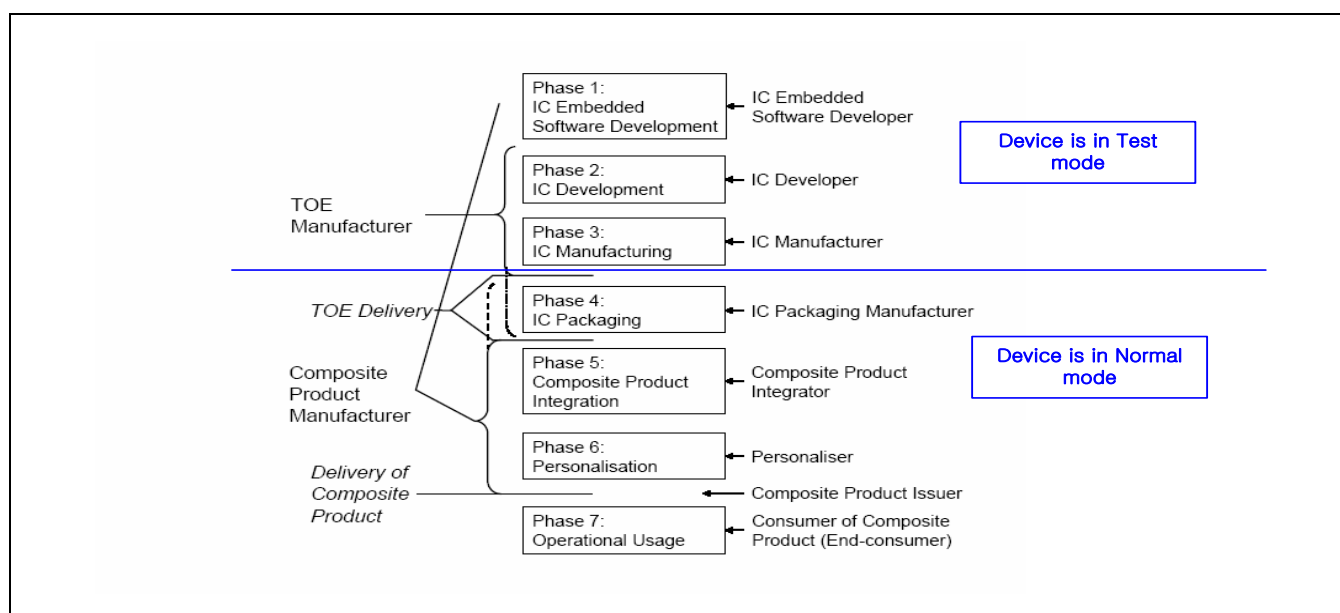 Phase 1:
IC Embedded
Software Development
IC Embedded
Software Developer
Device is in Test
mode
Phase 2:
IC Development
IC Developer
TOE
Manufacturer
Phase 3:
IC Manufacturing
IC Manufacturer
TOE Delivery
Phase 4:
IC Packaging
IC Packaging Manufacturer
Device is in Normal
mode
Composite
Product
Manufacturer
Phase 5:
Composite Product
Integration
Composite Product
Integrator
Phase 6:
Personalisation
Personaliser
Delivery of
Composite
Product
Composite Product Issuer
Phase 7:
Operational Usage
Consumer of Composite
Product (End-consumer)